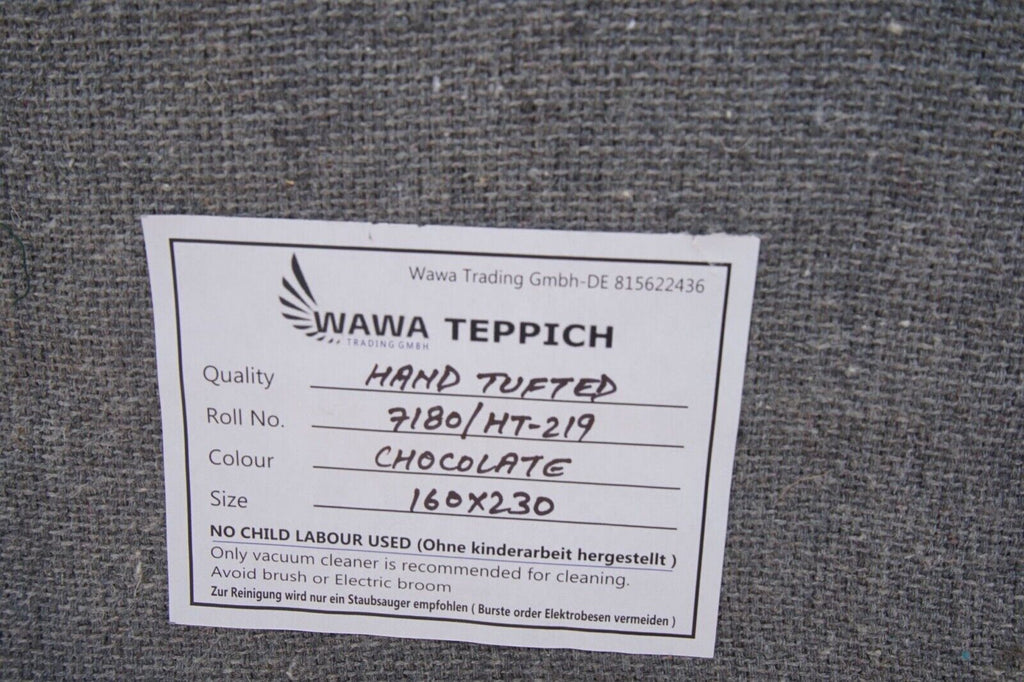 Wawa Trading Gmbh-DE 815622436
WAWA TEPPICH
TRADING GMBH
Quality HAND TUFTED
Roll No. 7180/HT-219
Colour CHOCOLATE
Size 160X230
NO CHILD LABOUR USED (Ohne kinderarbeit hergestellt )
Only vacuum cleaner is recommended for cleaning.
Avoid brush or Electric broom
Zur Reinigung wird nur ein Staubsauger empfohlen ( Burste order Elektrobesen vermeiden )